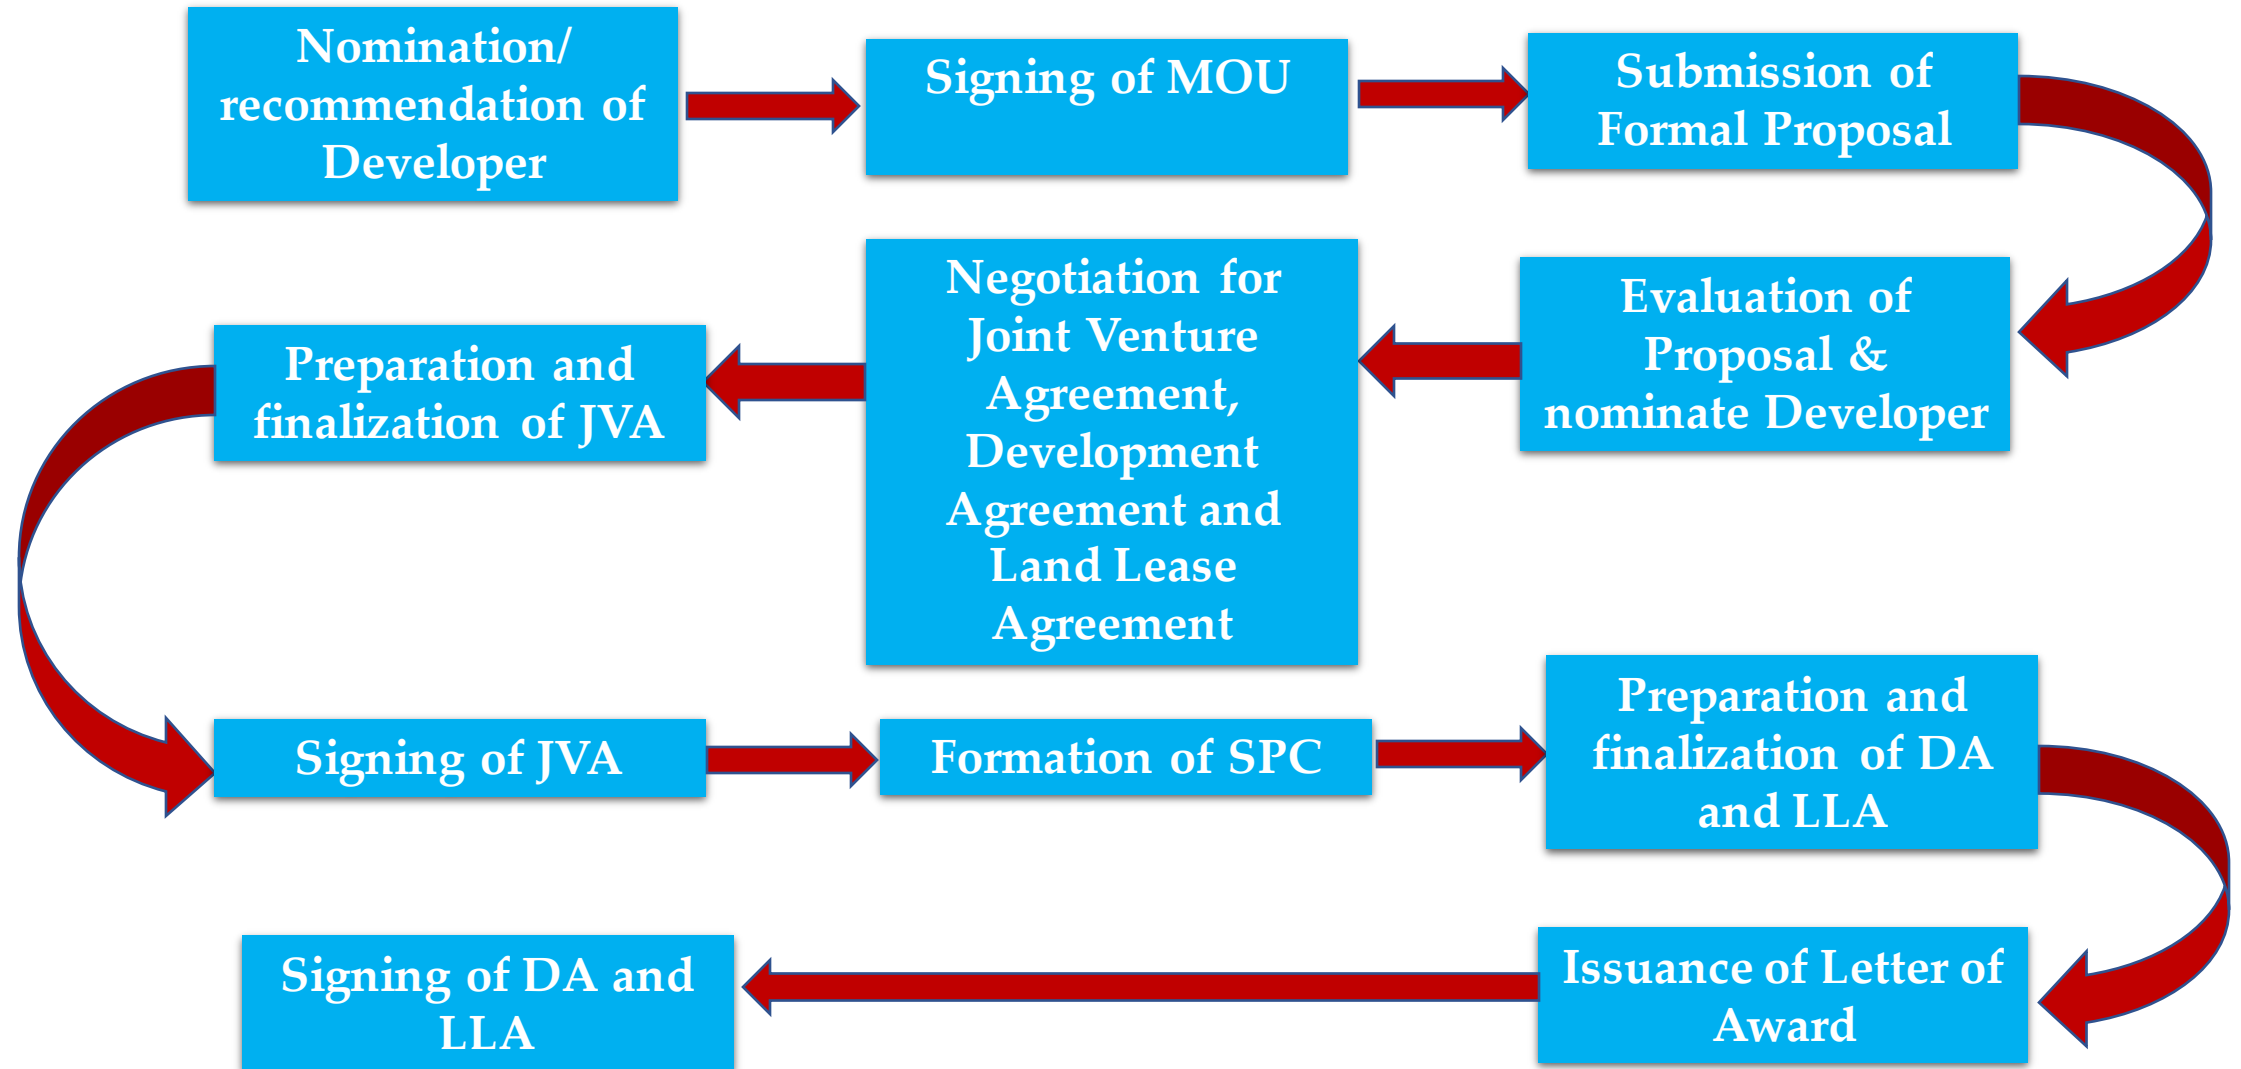 Nomination/
recommendation of
Developer
Signing of MOU
Submission of
Formal Proposal
Evaluation of
Proposal &
nominate Developer
Negotiation for
Joint Venture
Agreement,
Development
Agreement and
Land Lease
Agreement
Preparation and
finalization of JVA
Signing of JVA
Formation of SPC
Preparation and
finalization of DA
and LLA
Issuance of Letter of
Award
Signing of DA and
LLA